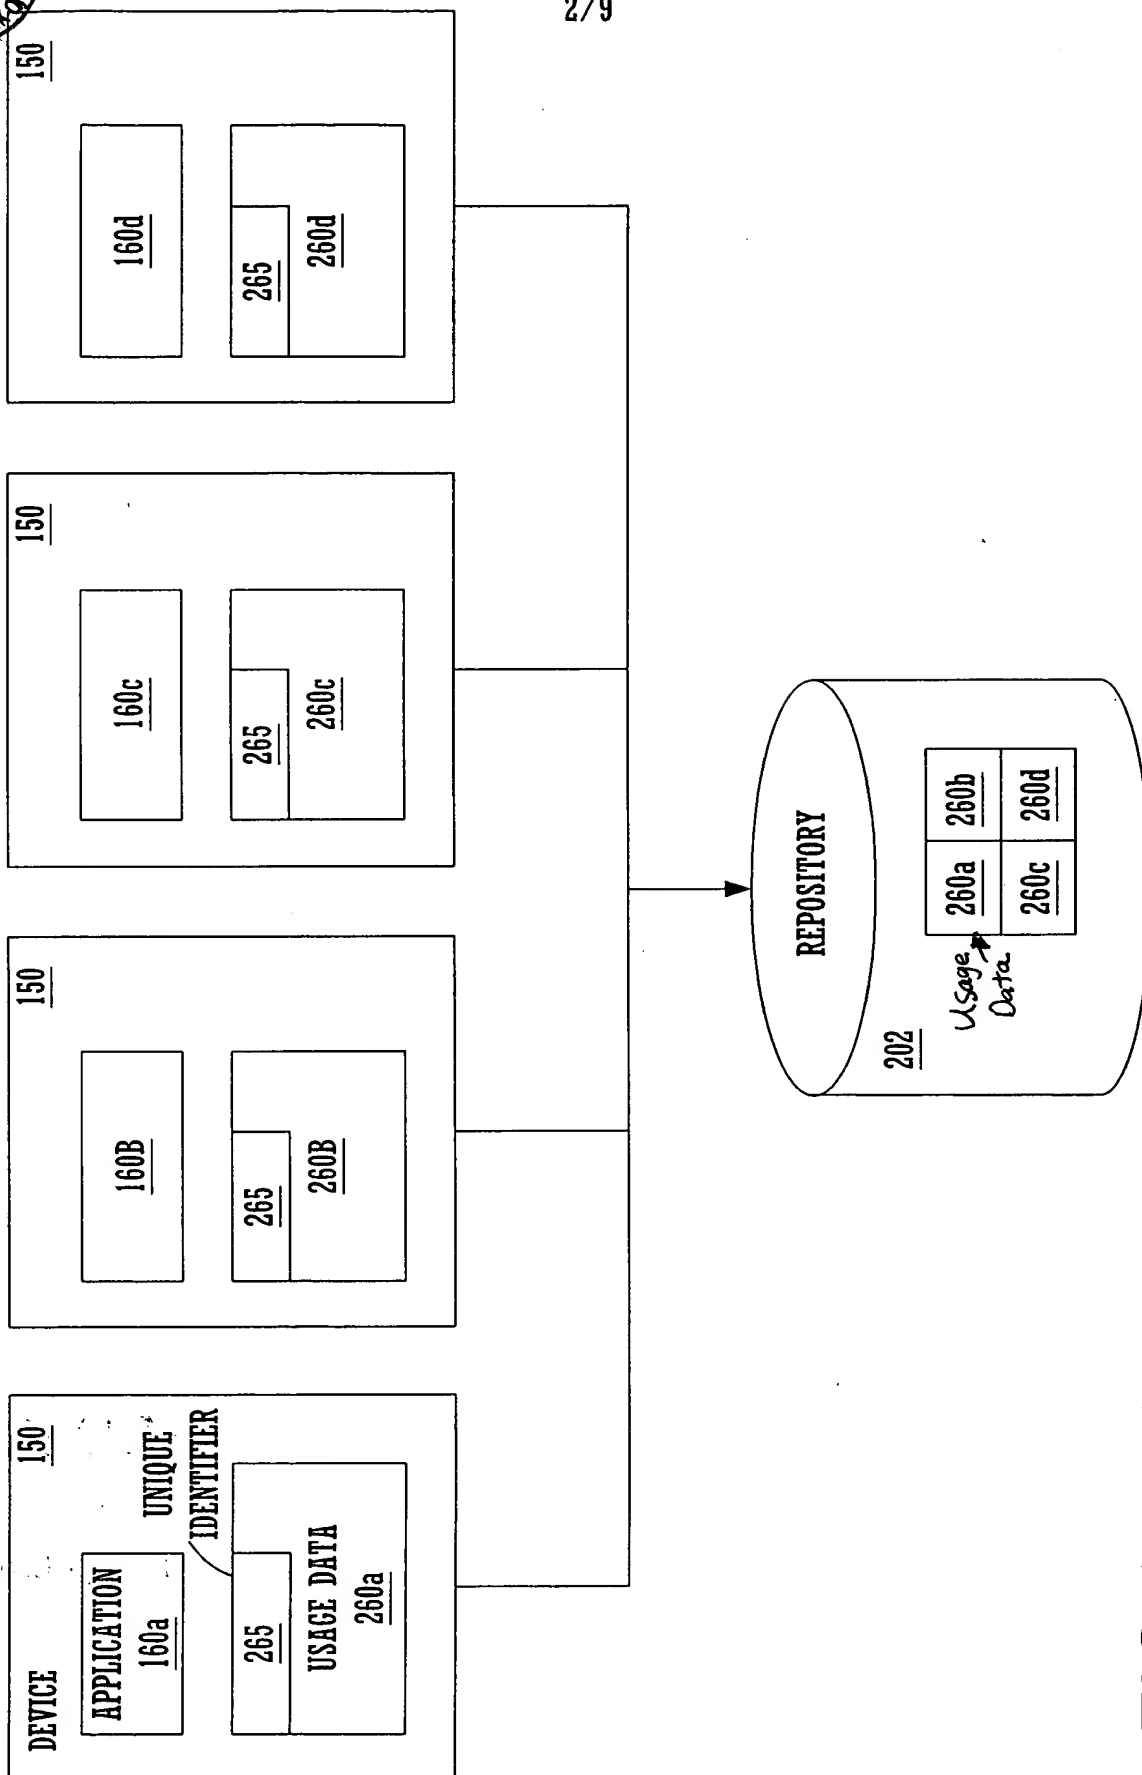 2/9
DEVICE
150
APPLICATION
160a
UNIQUE
IDENTIFIER
265
USAGE DATA
260a
150
160B
265
260B
150
160c
265
260c
150
160d
265
260d
REPOSITORY
202
Usage
Data
260a
260b
260c
260d